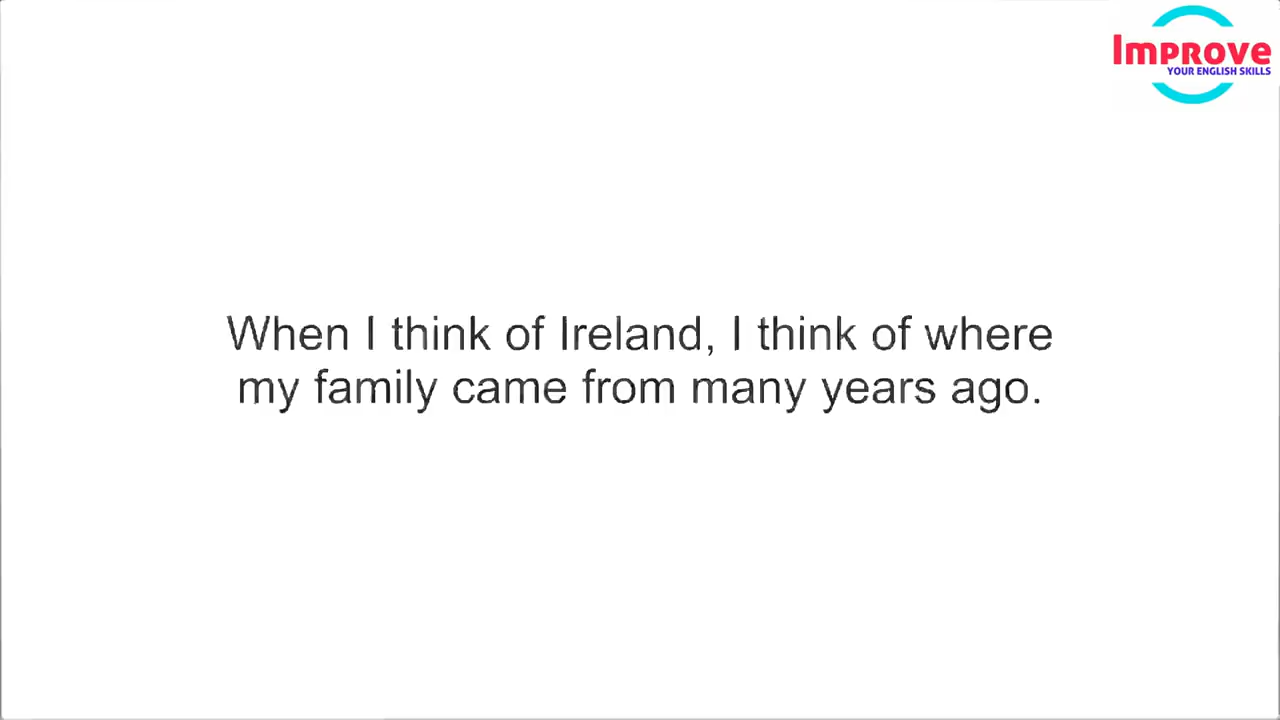 Improve
YOUR ENGLISH SKILLS
When I think of Ireland, I think of where
my family came from many years ago.